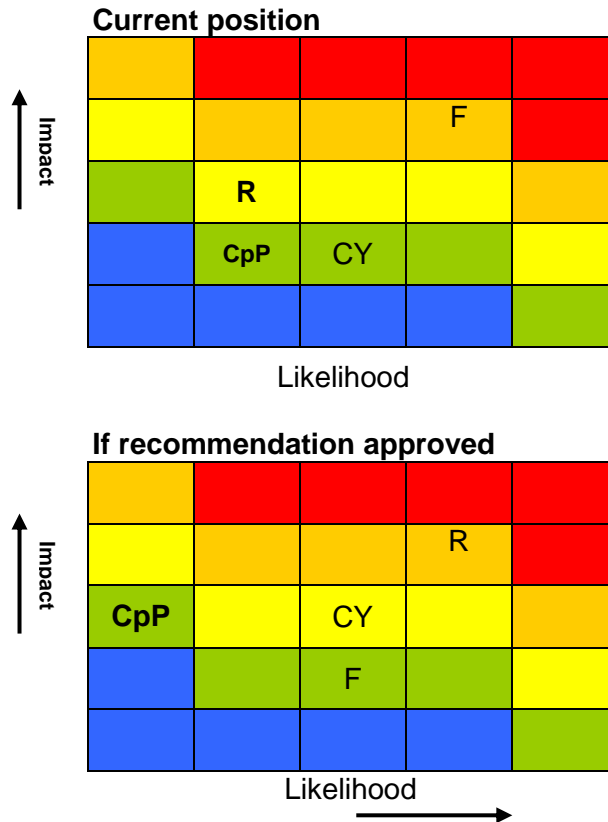 Current position
Impact
F
R
CpP CY
Likelihood
If recommendation approved
Impact
R
CpP CY
F
Likelihood